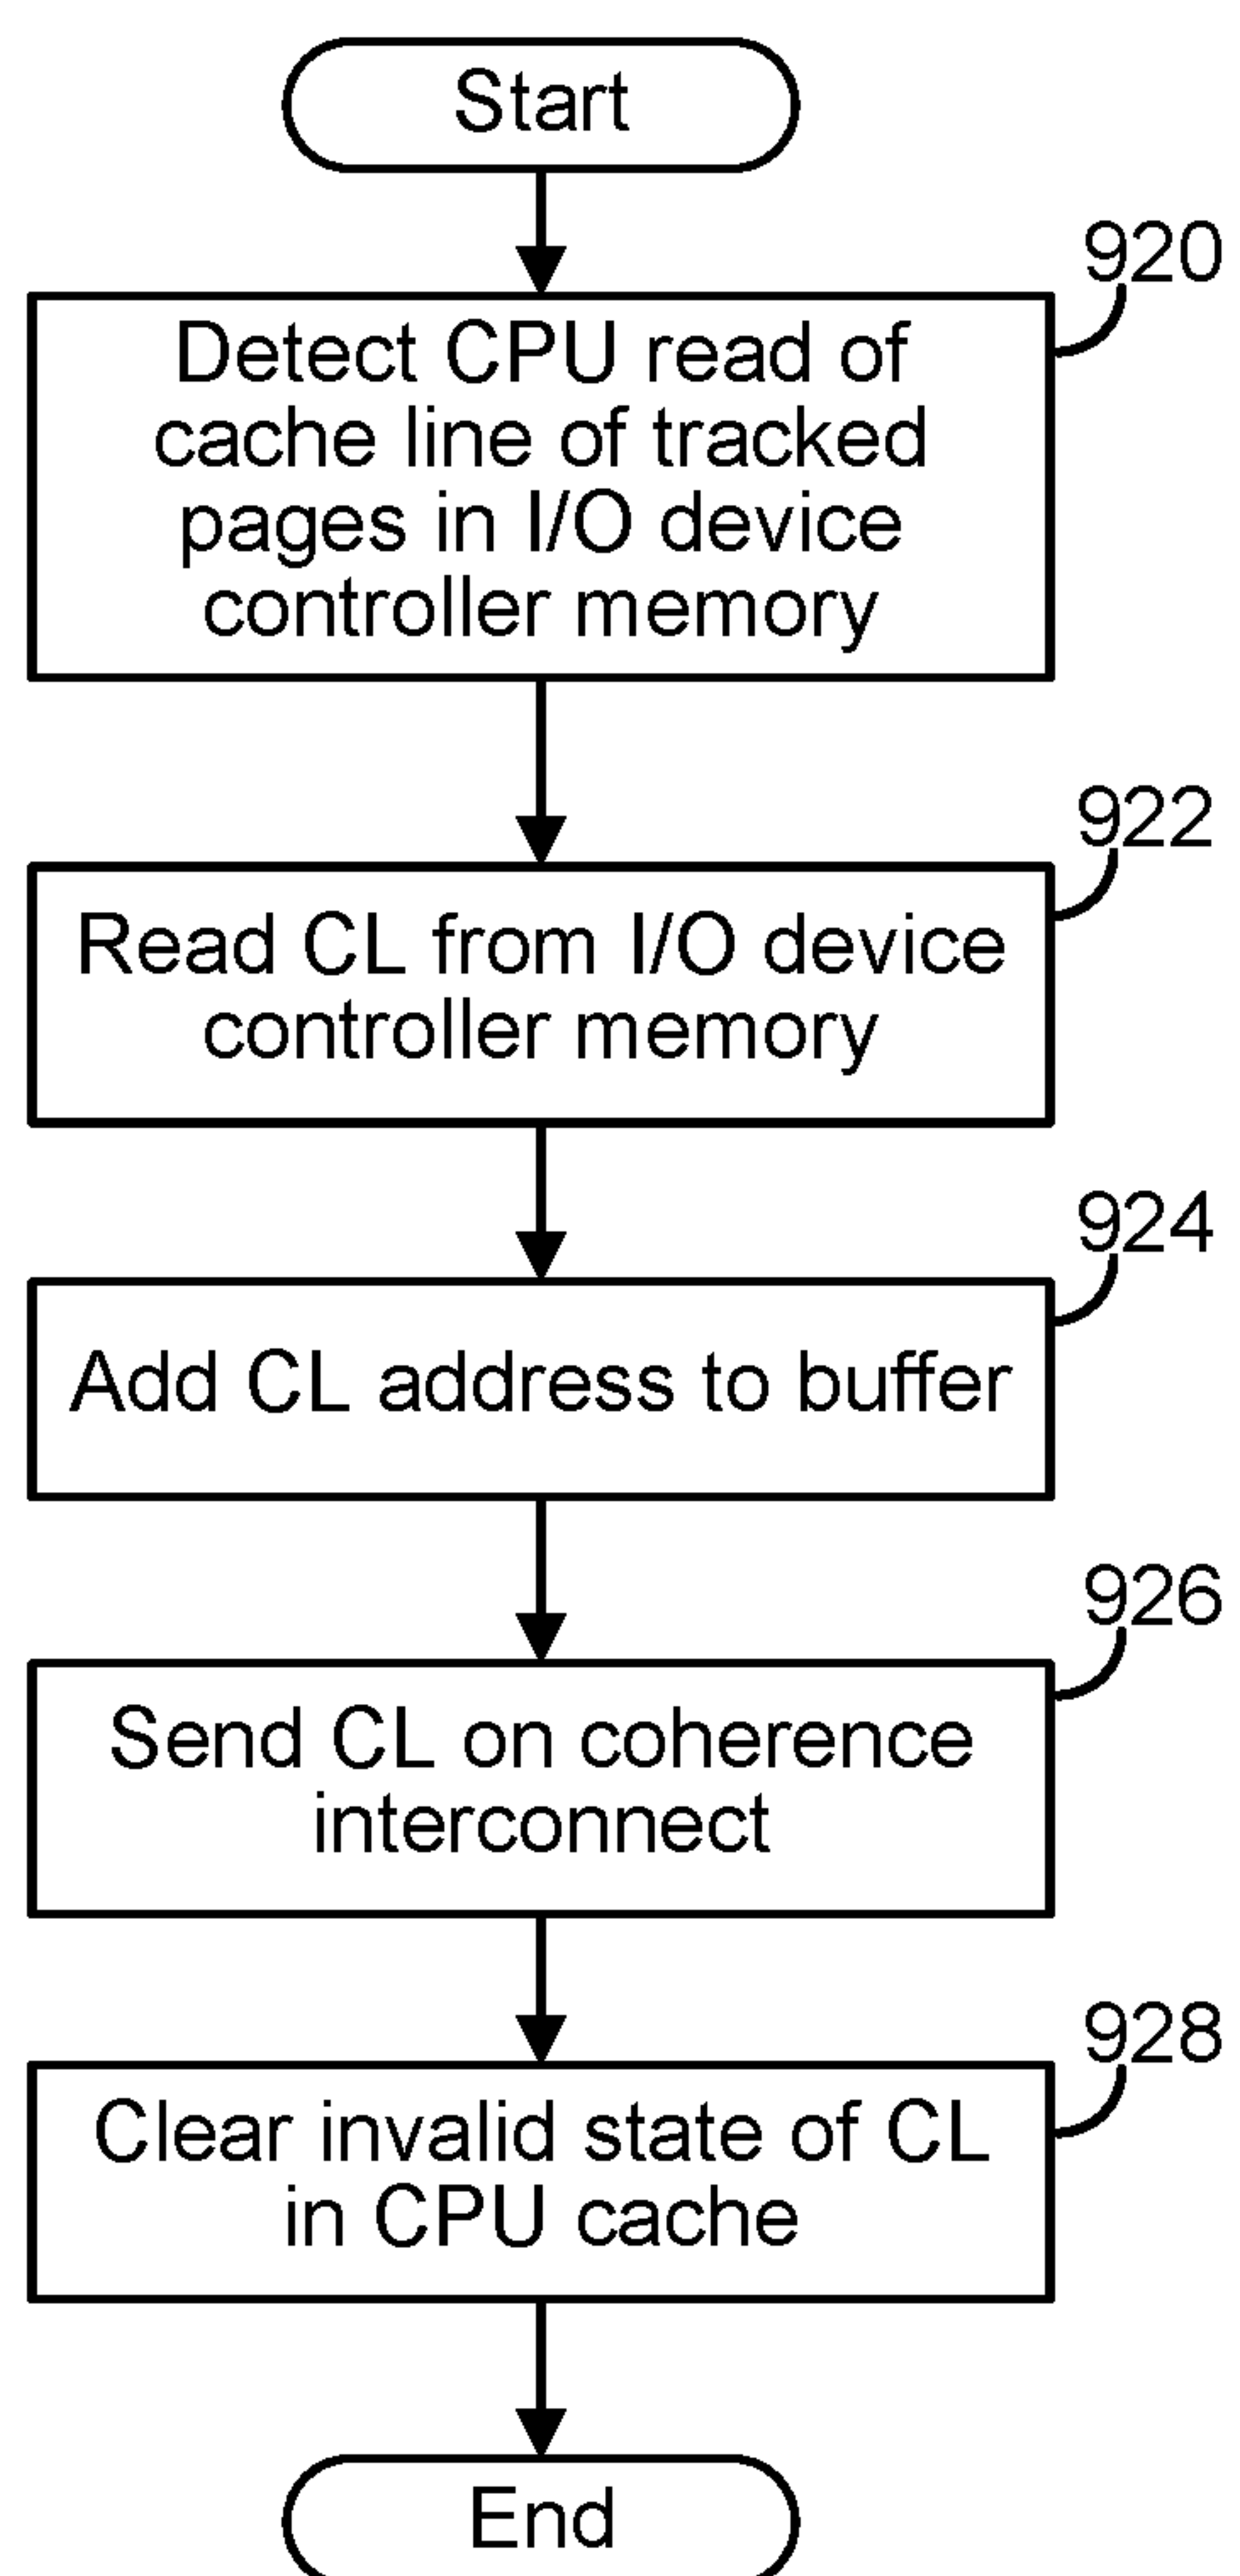 Start
920
Detect CPU read of
cache line of tracked
pages in I/O device
controller memory
922
Read CL from I/O device
controller memory
924
Add CL address to buffer
926
Send CL on coherence
interconnect
928
Clear invalid state of CL
in CPU cache
End